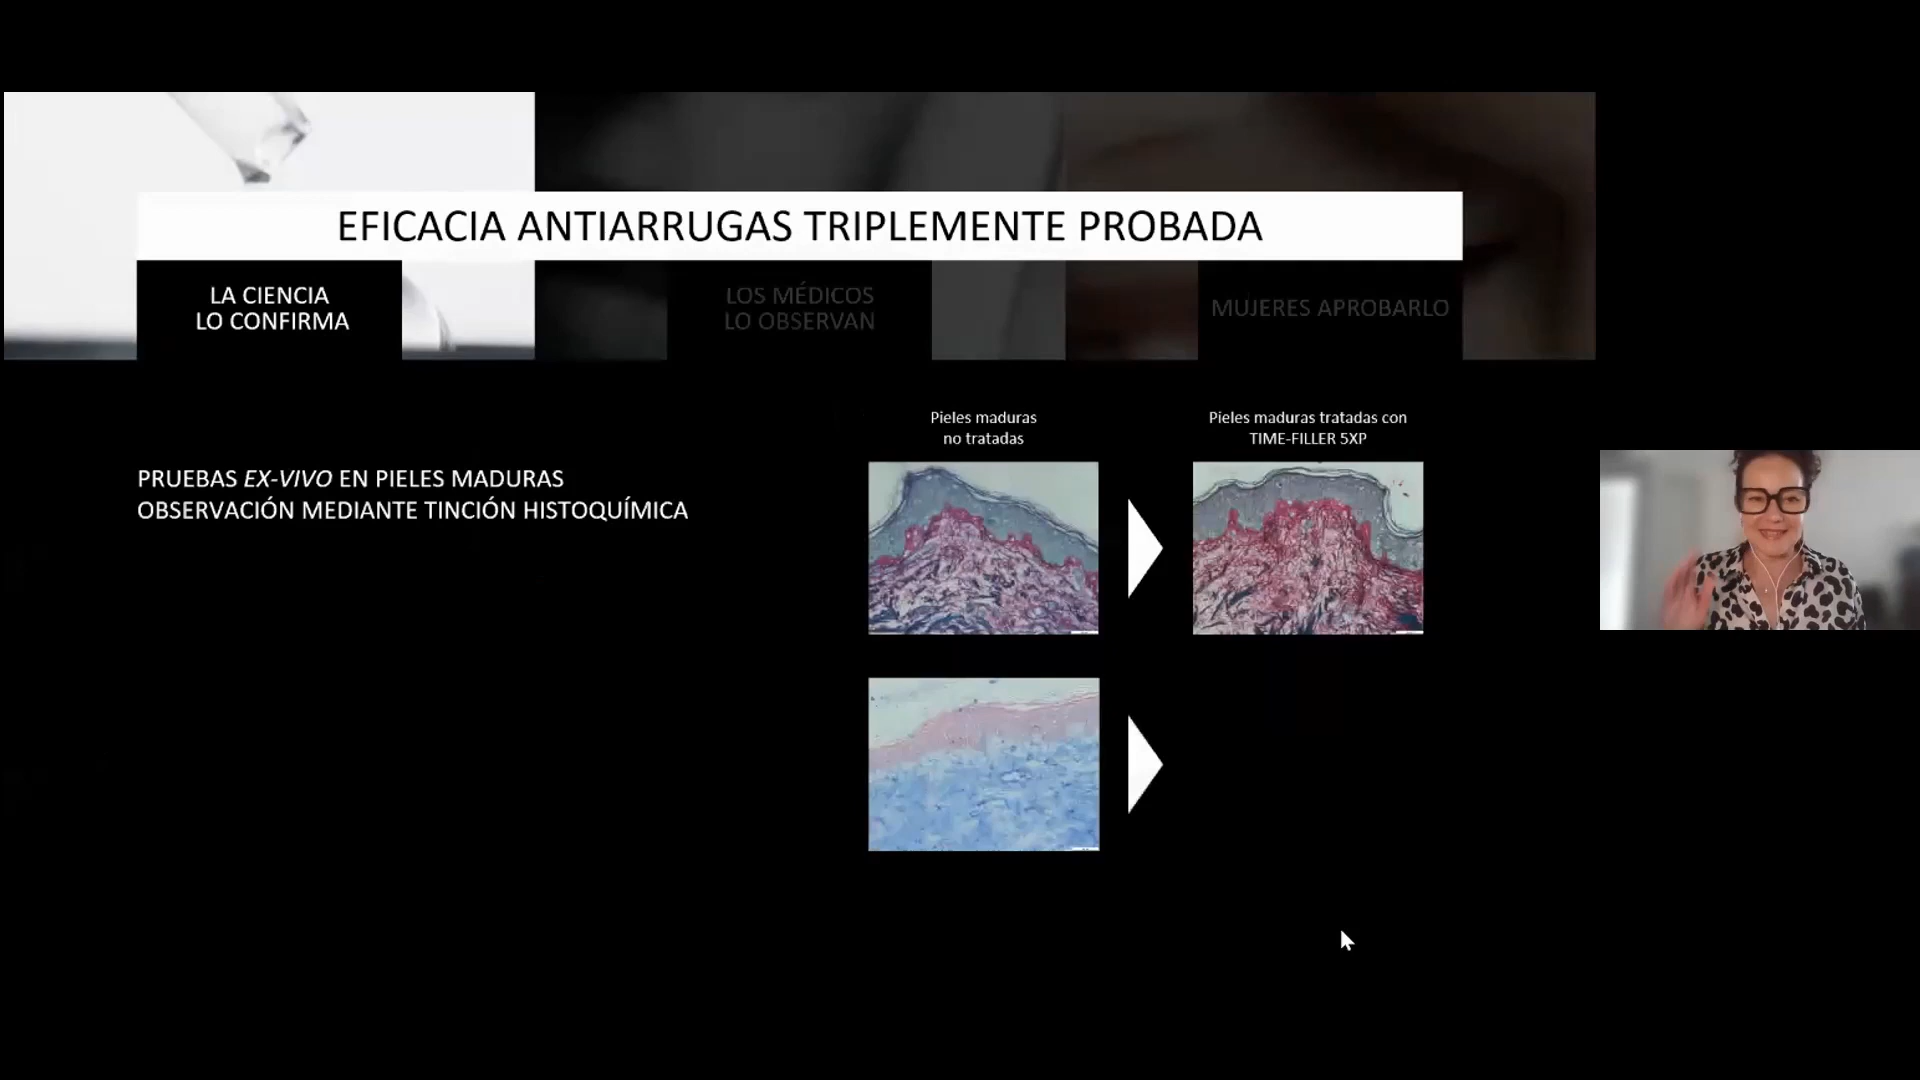 EFICACIA ANTIARRUGAS TRIPLEMENTE PROBADA
LA CIENCIA
LO CONFIRMA
LOS MÉDICOS
LO OBSERVAN
MUJERES APROBARLO
Pieles maduras
no tratadas
Pieles maduras tratadas con
TIME-FILLER 5XP
PRUEBAS EX-VIVO EN PIELES MADURAS
OBSERVACIÓN MEDIANTE TINCIÓN HISTOQUÍMICA